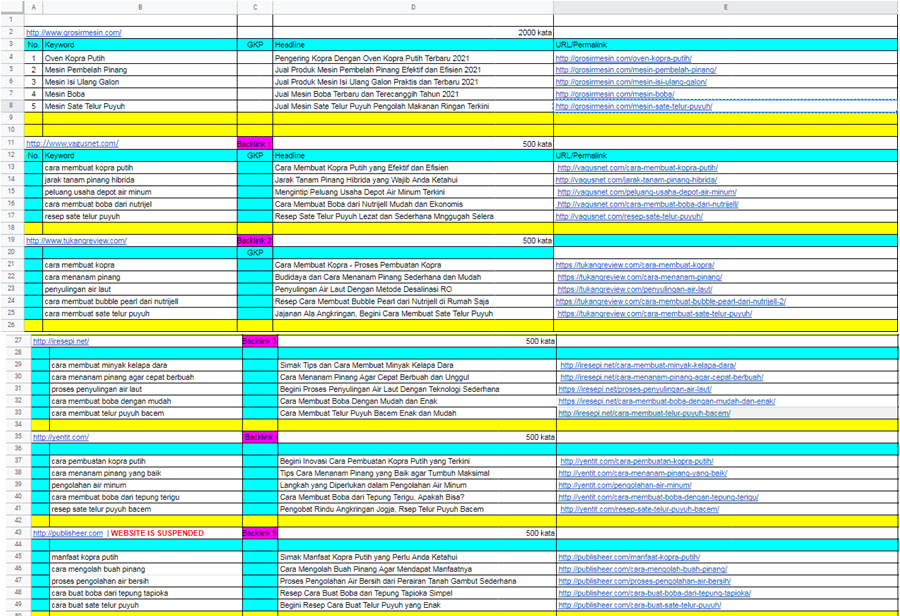 A B C D E
1
2 http://www.grosirmesin.com/ 2000 kata
3 No. Keyword GKP Headline URL/Permalink
4 1 Oven Kopra Putih Pengering Kopra Dengan Oven Kopra Putih Terbaru 2021 http://grosirmesin.com/oven-kopra-putih/
5 2 Mesin Pembelah Pinang Jual Produk Mesin Pembelah Pinang Efektif dan Efisien 2021 http://grosirmesin.com/mesin-pembelah-pinang/
6 3 Mesin Isi Ulang Galon Jual Produk Mesin Isi Ulang Galon Praktis dan Terbaru 2021 http://grosirmesin.com/mesin-isi-ulang-galon/
7 4 Mesin Boba Jual Mesin Boba Terbaru dan Terecanggih Tahun 2021 http://grosirmesin.com/mesin-boba/
8 5 Mesin Sate Telur Puyuh Jual Mesin Sate Telur Puyuh Pengolah Makanan Ringan Terkini http://grosirmesin.com/mesin-sate-telur-puyuh/
9
10
11 http://www.vagusnet.com/ Backlink 1 500 kata
12 No. Keyword GKP Headline URL/Permalink
13 cara membuat kopra putih Cara Membuat Kopra Putih yang Efektif dan Efisien http://vagusnet.com/cara-membuat-kopra-putih/
14 jarak tanam pinang hibrida Jarak Tanam Pinang Hibrida yang Wajib Anda Ketahui http://vagusnet.com/jarak-tanam-pinang-hibrida/
15 peluang usaha depot air minum Mengintip Peluang Usaha Depot Air Minum Terkini http://vagusnet.com/peluang-usaha-depot-air-minum/
16 cara membuat boba dari nutrijel Cara Membuat Boba dari Nutrijell Mudah dan Ekonomis http://vagusnet.com/cara-membuat-boba-dari-nutrijell/
17 resep sate telur puyuh Resep Sate Telur Puyuh Lezat dan Sederhana Mnggugah Selera http://vagusnet.com/resep-sate-telur-puyuh/
18
19 http://www.tukangreview.com/ Backlink 2 500 kata
20 GKP
21 cara membuat kopra Cara Membuat Kopra - Proses Pembuatan Kopra https://tukangreview.com/cara-membuat-kopra/
22 cara menanam pinang Budidaya dan Cara Menanam Pinang Sederhana dan Mudah https://tukangreview.com/cara-menanam-pinang/
23 penyulingan air laut Penyulingan Air Laut Dengan Metode Desalinasi RO https://tukangreview.com/penyulingan-air-laut/
24 cara membuat bubble pearl dari nutrijell Resep Cara Membuat Bubble Pearl dari Nutrijell di Rumah Saja https://tukangreview.com/cara-membuat-bubble-pearl-dari-nutrijell-2/
25 cara membuat sate telur puyuh Jajanan Ala Angkringan, Begini Cara Membuat Sate Telur Puyuh https://tukangreview.com/cara-membuat-sate-telur-puyuh/
26
27 http://iresepi.net/ Backlink 3 500 kata
28
29 cara membuat minyak kelapa dara Simak Tips dan Cara Membuat Minyak Kelapa Dara http://iresepi.net/cara-membuat-minyak-kelapa-dara/
30 cara menanam pinang agar cepat berbuah Cara Menanam Pinang Agar Cepat Berbuah dan Unggul http://iresepi.net/cara-menanam-pinang-agar-cepat-berbuah/
31 proses penyulingan air laut Begini Proses Penyulingan Air Laut Dengan Teknologi Sederhana https://iresepi.net/proses-penyulingan-air-laut/
32 cara membuat boba dengan mudah Cara Membuat Boba Dengan Mudah dan Enak https://iresepi.net/cara-membuat-boba-dengan-mudah-dan-enak/
33 cara membuat telur puyuh bacem Cara Membuat Telur Puyuh Bacem Enak dan Mudah http://iresepi.net/cara-membuat-telur-puyuh-bacem/
34
35 http://ventit.com/ Backlink 500 kata
36
37 cara pembuatan kopra putih Begini Inovasi Cara Pembuatan Kopra Putih yang Terkini http://ventit.com/cara-pembuatan-kopra-putih/
38 cara menanam pinang yang baik Tips Cara Menanam Pinang yang Baik agar Tumbuh Maksimal http://ventit.com/cara-menanam-pinang-yang-baik/
39 pengolahan air minum Langkah yang Diperlukan dalam Pengolahan Air Minum http://ventit.com/pengolahan-air-minum/
40 cara membuat boba dari tepung terigu Cara Membuat Boba dari Tepung Terigu, Apakah Bisa? http://ventit.com/cara-membuat-boba-dengan-tepung-terigu/
41 resep sate telur puyuh bacem Pengobat Rindu Angkringan Jogja, Rsep Telur Puyuh Bacem http://ventit.com/resep-sate-telur-puyuh-bacem/
42
43 http://publisheer.com | WEBSITE IS SUSPENDED Backlink 5 500 kata
44
45 manfaat kopra putih Simak Manfaat Kopra Putih yang Perlu Anda Ketahui http://publisheer.com/manfaat-kopra-putih/
46 cara mengolah buah pinang Cara Mengolah Buah Pinang Agar Mendapat Manfaatnya http://publisheer.com/cara-mengolah-buah-pinang/
47 proses pengolahan air bersih Proses Pengolahan Air Bersih dari Perairan Tanah Gambut Sederhana http://publisheer.com/proses-pengolahan-air-bersih/
48 cara buat boba dari tepung tapioka Resep Cara Buat Boba dari Tepung Tapioka Simpel http://publisheer.com/cara-buat-boba-dari-tepung-tapioka/
49 cara buat sate telur puyuh Begini Resep Cara Buat Telur Puyuh yang Enak http://publisheer.com/cara-buat-sate-telur-puyuh/